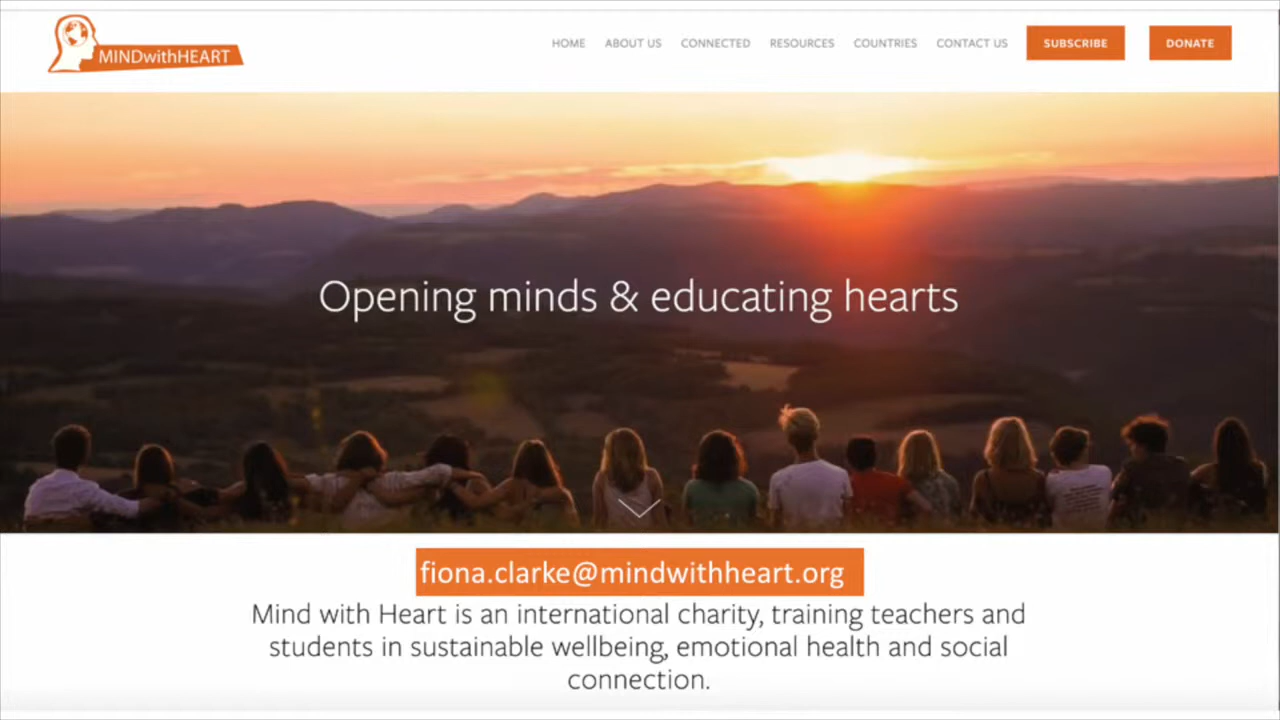 MINDwithHEART
HOME ABOUT US CONNECTED RESOURCES COUNTRIES CONTACT US SUBSCRIBE DONATE
Opening minds & educating hearts
fiona.clarke@mindwithheart.org
Mind with Heart is an international charity, training teachers and
students in sustainable wellbeing, emotional health and social
connection.